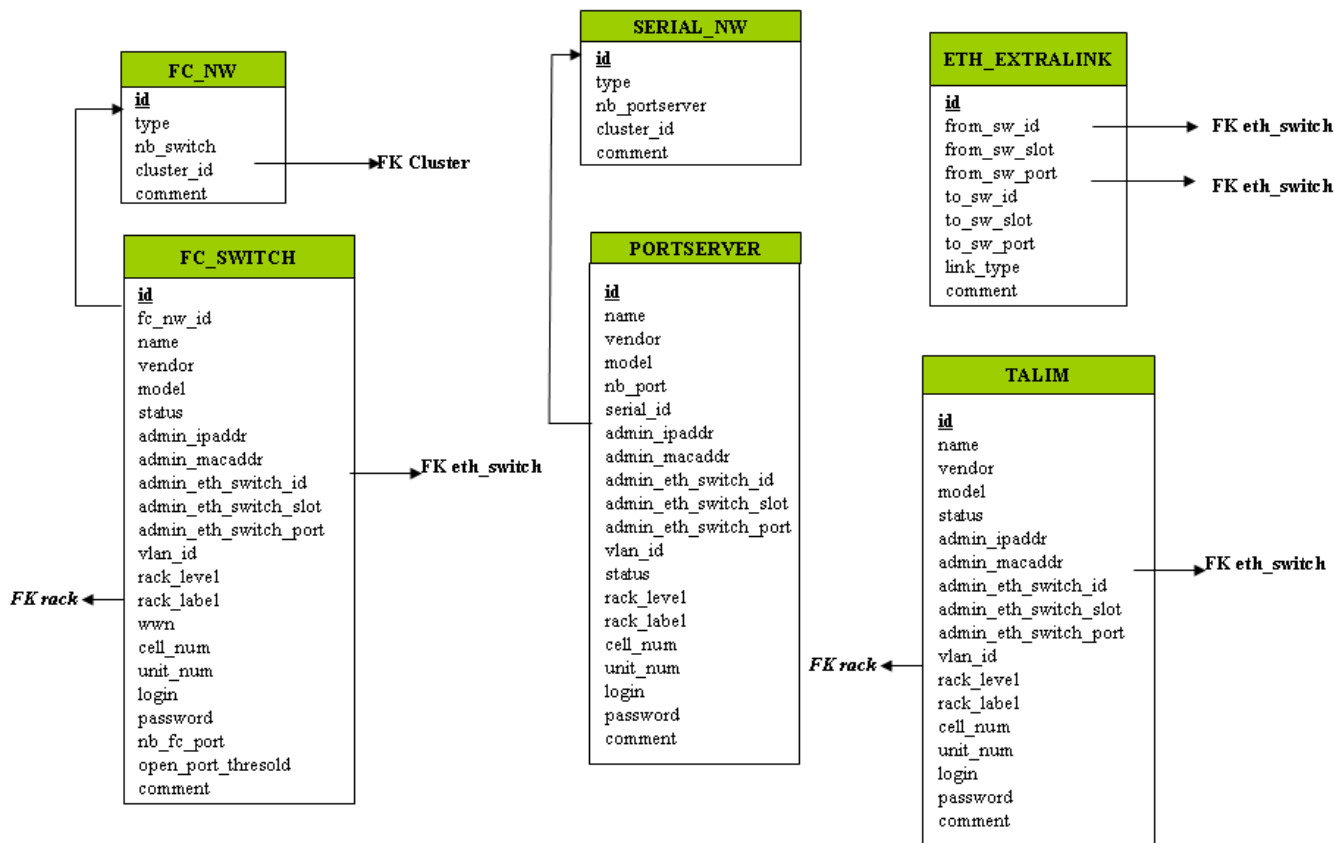 FC_NW
id
type
nb_switch
cluster_id
comment
FK Cluster
SERIAL_NW
id
type
nb_portserver
cluster_id
comment
ETH_EXTRALINK
id
from_sw_id
from_sw_slot
from_sw_port
to_sw_id
to_sw_slot
to_sw_port
link_type
comment
FK eth_switch
FK eth_switch
FC_SWITCH
id
fc_nw_id
name
vendor
model
status
admin_ipaddr
admin_macaddr
admin_eth_switch_id
admin_eth_switch_slot
admin_eth_switch_port
vlan_id
rack_level
rack_label
wwn
cell_num
unit_num
login
password
nb_fc_port
open_port_thresold
comment
FK eth_switch
FK rack
PORTSERVER
id
name
vendor
model
nb_port
serial_id
admin_ipaddr
admin_macaddr
admin_eth_switch_id
admin_eth_switch_slot
admin_eth_switch_port
vlan_id
status
rack_level
rack_label
cell_num
unit_num
login
password
comment
TALIM
id
name
vendor
model
status
admin_ipaddr
admin_macaddr
admin_eth_switch_id
admin_eth_switch_slot
admin_eth_switch_port
vlan_id
rack_level
rack_label
cell_num
unit_num
login
password
comment
FK eth_switch
FK rack